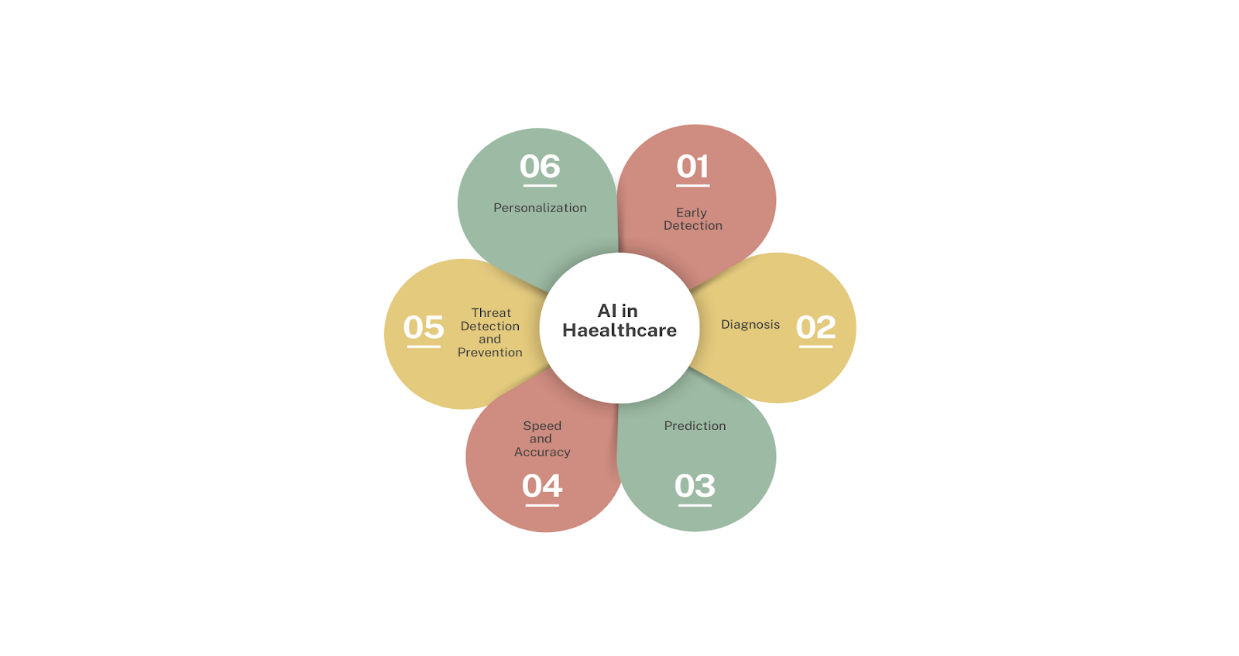 AI in
Haealthcare
01
Early
Detection
Diagnosis
02
Prediction
03
Speed
and
Accuracy
04
05
Threat
Detection
and
Prevention
06
Personalization